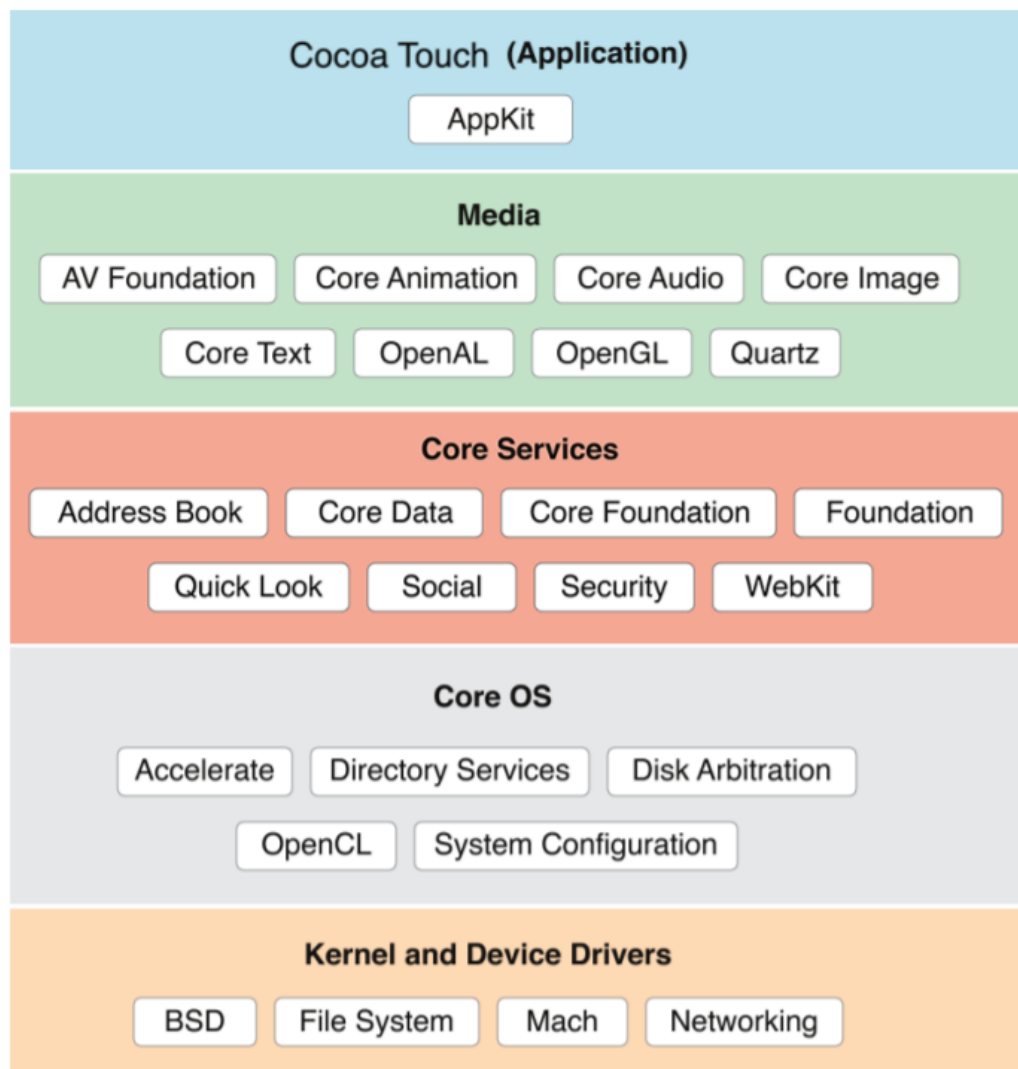 Cocoa Touch (Application)
AppKit
Media
AV Foundation Core Animation Core Audio Core Image
Core Text OpenAL OpenGL Quartz
Core Services
Address Book Core Data Core Foundation Foundation
Quick Look Social Security WebKit
Core OS
Accelerate Directory Services Disk Arbitration
OpenCL System Configuration
Kernel and Device Drivers
BSD File System Mach Networking